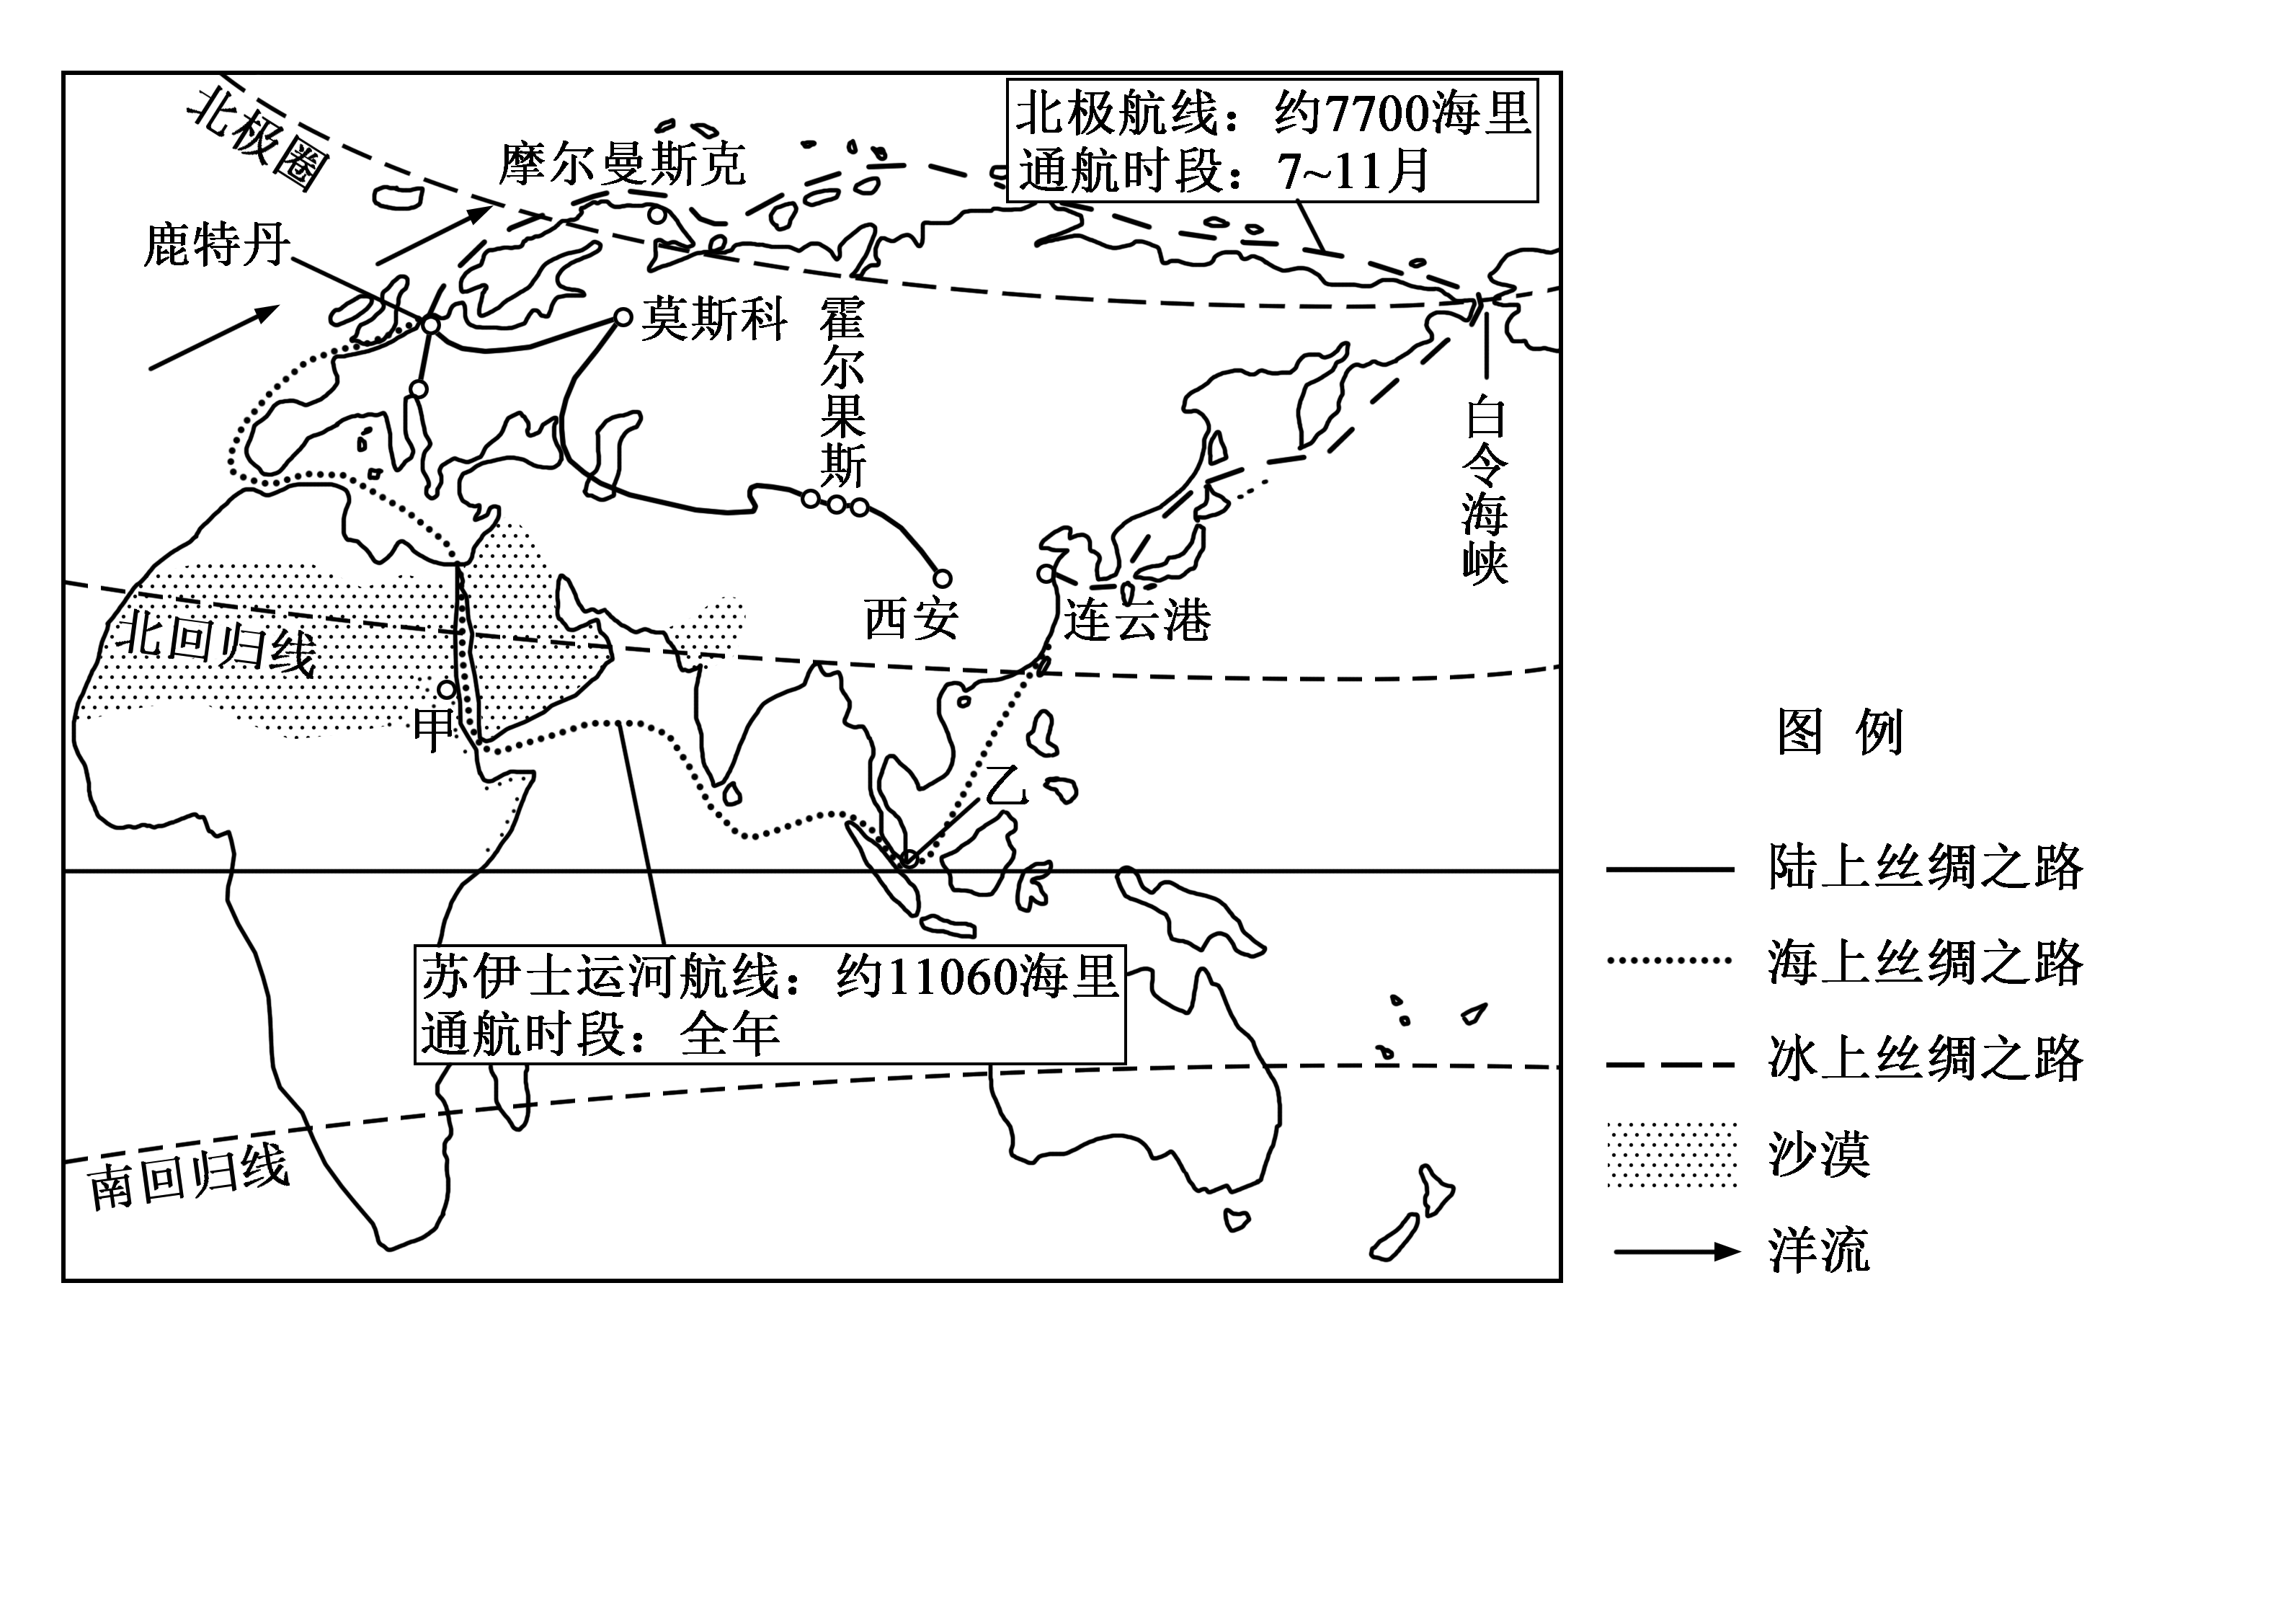 北极圈
北极航线：约7700海里
通航时段：7~11月
摩尔曼斯克
鹿特丹
莫斯科
霍尔果斯
白令海峡
西安
连云港
北回归线
甲
乙
苏伊士运河航线：约11060海里
通航时段：全年
南回归线
图 例
陆上丝绸之路
海上丝绸之路
冰上丝绸之路
沙漠
洋流